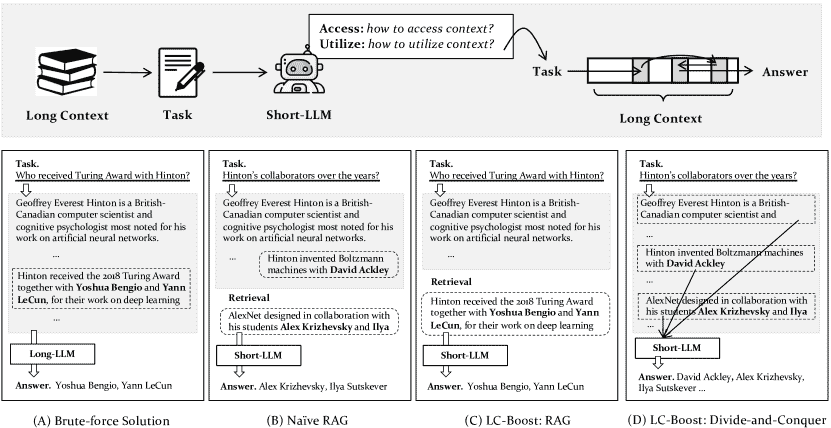 Access: how to access context?
Utilize: how to utilize context?
Long Context
Task
Short-LLM
Task
Answer
Long Context
Task.
Who received Turing Award with Hinton?
Geoffrey Everest Hinton is a British-
Canadian computer scientist and
cognitive psychologist most noted for his
work on artificial neural networks.
...
Hinton received the 2018 Turing Award
together with Yoshua Bengio and Yann
LeCun, for their work on deep learning
...
Long-LLM
Answer. Yoshua Bengio, Yann LeCun
(A) Brute-force Solution
Task.
Hinton's collaborators over the years?
Geoffrey Everest Hinton is a British-
Canadian computer scientist and
cognitive psychologist most noted for his
work on artificial neural networks.
...
Hinton invented Boltzmann
machines with David Ackley
Retrieval
AlexNet designed in collaboration with
his students Alex Krizhevsky and Ilya
Short-LLM
Answer. Alex Krizhevsky, Ilya Sutskever
(B) Naïve RAG
Task.
Who received Turing Award with Hinton?
Geoffrey Everest Hinton is a British-
Canadian computer scientist and
cognitive psychologist most noted for his
work on artificial neural networks.
...
Retrieval
Hinton received the 2018 Turing Award
together with Yoshua Bengio and Yann
LeCun, for their work on deep learning
Short-LLM
Answer. Yoshua Bengio, Yann LeCun
(C) LC-Boost: RAG
Task.
Hinton's collaborators over the years?
Geoffrey Everest Hinton is a British-
Canadian computer scientist and
...
Hinton invented Boltzmann machines
with David Ackley
...
AlexNet designed in collaboration with
his students Alex Krizhevsky and Ilya
...
Short-LLM
Answer. David Ackley, Alex Krizhevsky,
Ilya Sutskever ...
(D) LC-Boost: Divide-and-Conquer